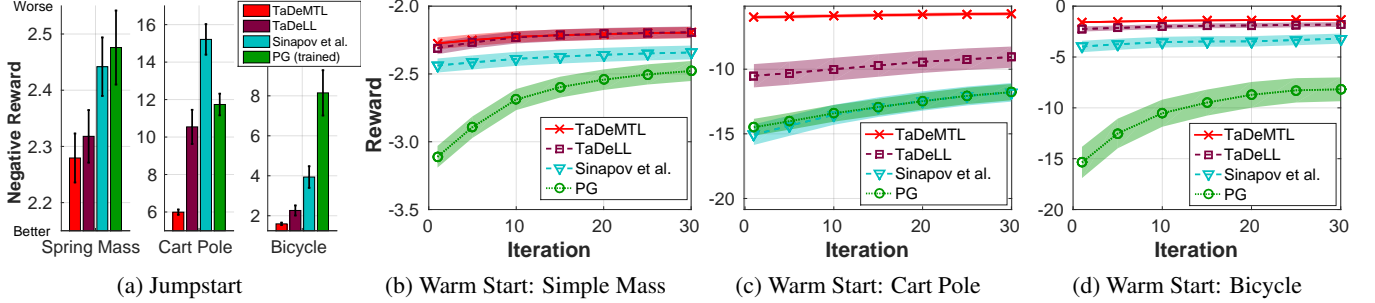 Worse
2.5
2.4
2.3
2.2
Better
Negative Reward
Spring Mass
16
14
12
10
8
6
Cart Pole
TaDeMTL
TaDeLL
Sinapov et al.
PG (trained)
8
6
4
2
Bicycle
(a) Jumpstart
Reward
-2.0
-2.5
-3.0
-3.5
0
10
20
30
Iteration
TaDeMTL
TaDeLL
Sinapov et al.
PG
(b) Warm Start: Simple Mass
-10
-15
-20
0
10
20
30
Iteration
TaDeMTL
TaDeLL
Sinapov et al.
PG
(c) Warm Start: Cart Pole
0
-5
-10
-15
-20
0
10
20
30
Iteration
TaDeMTL
TaDeLL
Sinapov et al.
PG
(d) Warm Start: Bicycle